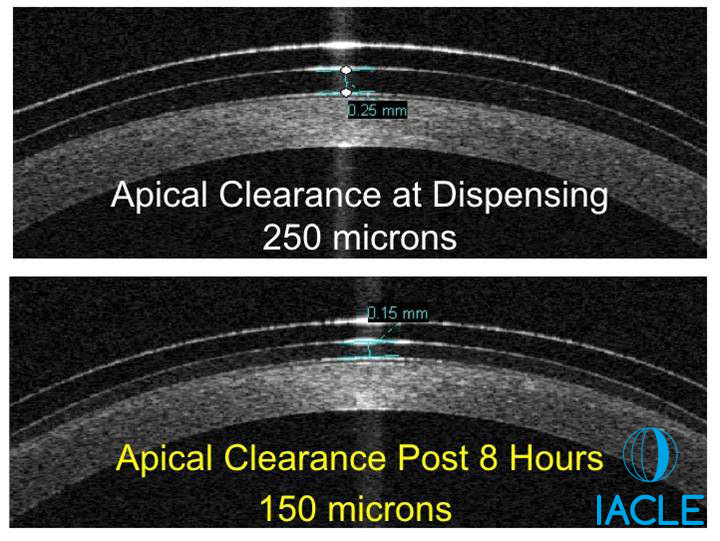 0.25 mm
Apical Clearance at Dispensing
250 microns
0.15 mm
Apical Clearance Post 8 Hours
150 microns
IACLE